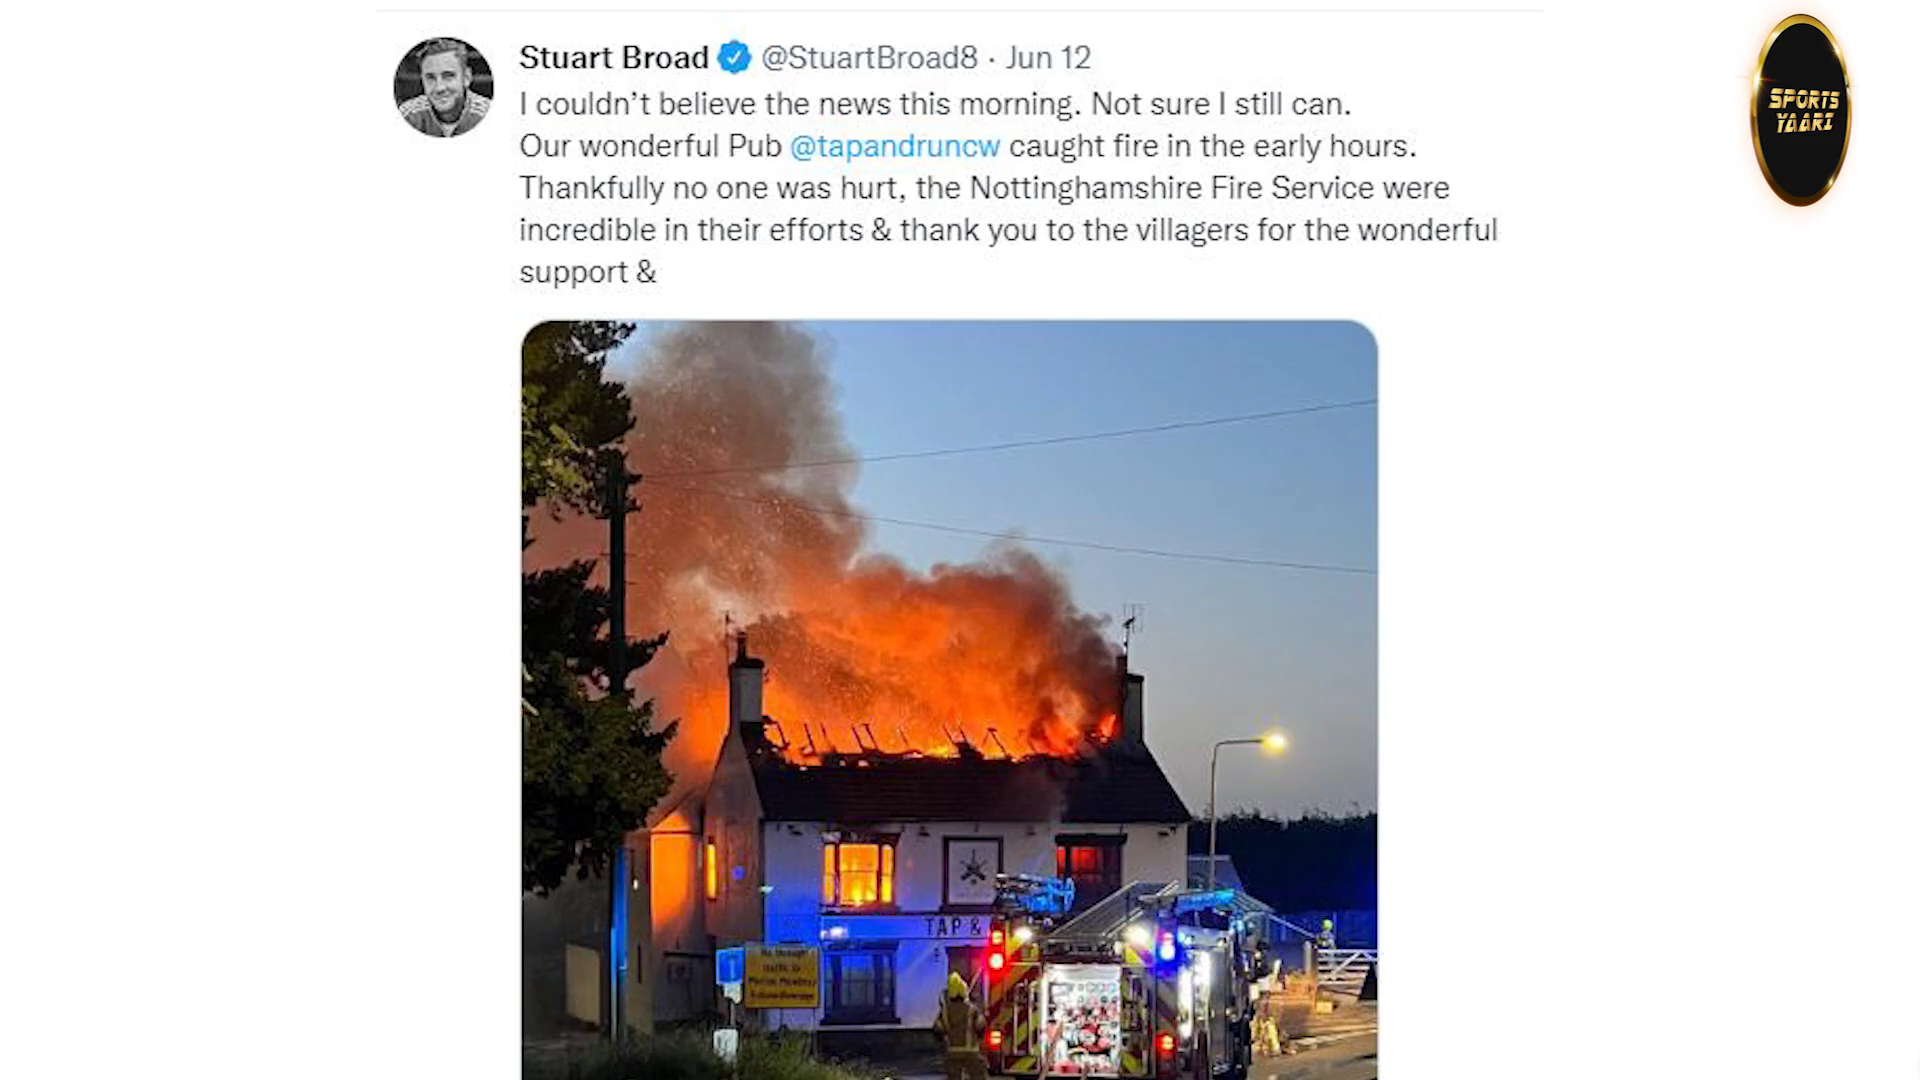 Stuart Broad @StuartBroad8 · Jun 12
I couldn’t believe the news this morning. Not sure I still can.
Our wonderful Pub @tapandruncw caught fire in the early hours.
Thankfully no one was hurt, the Nottinghamshire Fire Service were
incredible in their efforts & thank you to the villagers for the wonderful
support &
SPORTS
YAARI
TAP &